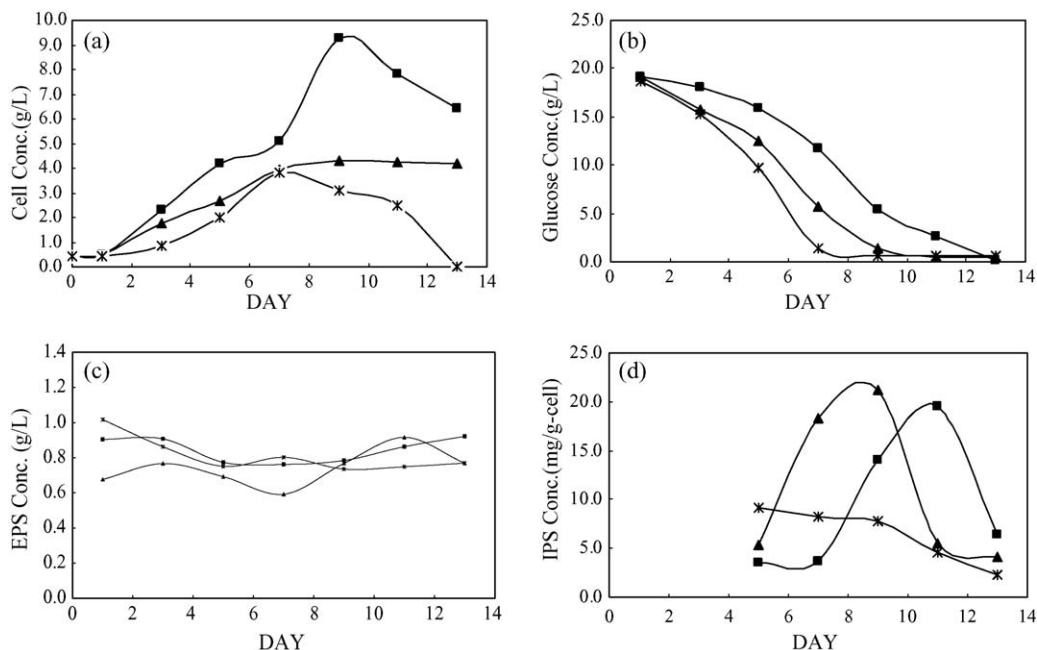 (a)
Cell Conc.(g/L)
10.0
9.0
8.0
7.0
6.0
5.0
4.0
3.0
2.0
1.0
0.0
0 2 4 6 8 10 12 14
DAY
(b)
Glucose Conc.(g/L)
25.0
20.0
15.0
10.0
5.0
0.0
0 2 4 6 8 10 12 14
DAY
(c)
EPS Conc. (g/L)
1.4
1.2
1.0
0.8
0.6
0.4
0.2
0.0
0 2 4 6 8 10 12 14
DAY
(d)
IPS Conc.(mg/g-cell)
25.0
20.0
15.0
10.0
5.0
0.0
0 2 4 6 8 10 12 14
DAY